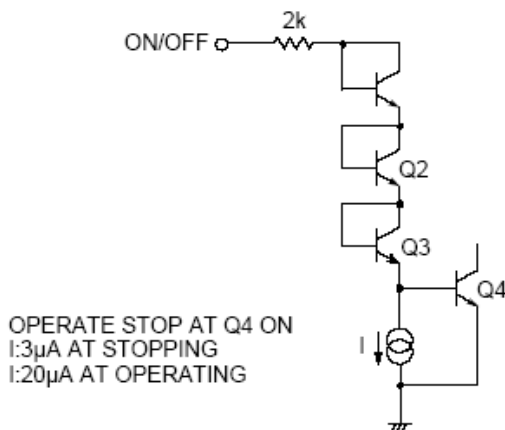 2k
ON/OFF
Q2
Q3
Q4
I
OPERATE STOP AT Q4 ON
I:3μA AT STOPPING
I:20μA AT OPERATING